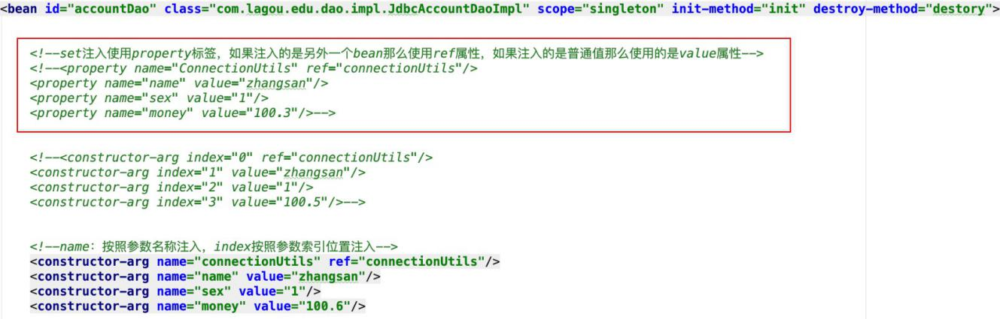 <bean id="accountDao" class="com.lagou.edu.dao.impl.JdbcAccountDaoImpl" scope="singleton" init-method="init" destroy-method="destory">
<!--set注入使用property标签，如果注入的是另外一个bean那么使用ref属性，如果注入的是普通值那么使用的是value属性-->
<!--<property name="ConnectionUtils" ref="connectionUtils"/>
<property name="name" value="zhangsan"/>
<property name="sex" value="1"/>
<property name="money" value="100.3"/>-->
<!--<constructor-arg index="0" ref="connectionUtils"/>
<constructor-arg index="1" value="zhangsan"/>
<constructor-arg index="2" value="1"/>
<constructor-arg index="3" value="100.5"/>-->
<!--name：按照参数名称注入，index按照参数索引位置注入-->
<constructor-arg name="connectionUtils" ref="connectionUtils"/>
<constructor-arg name="name" value="zhangsan"/>
<constructor-arg name="sex" value="1"/>
<constructor-arg name="money" value="100.6"/>